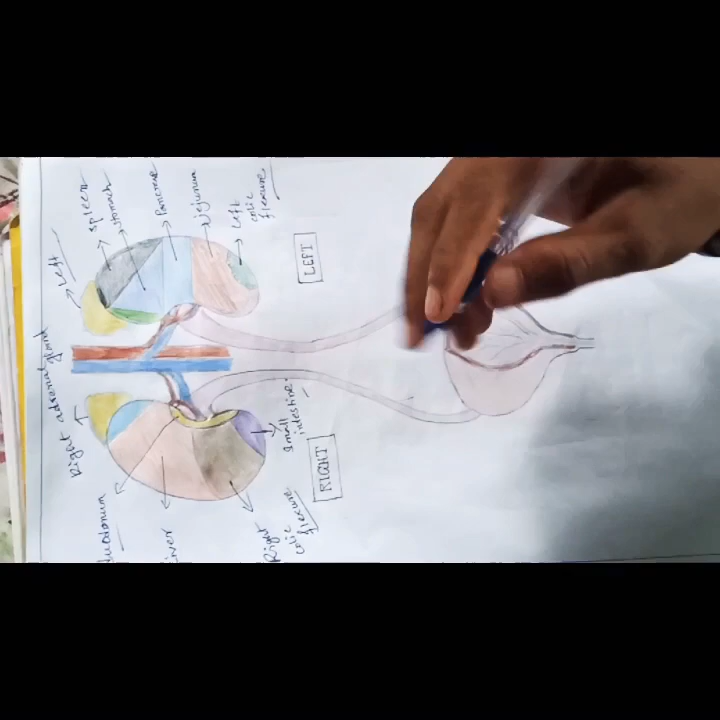 Left
spleen
stomach
Pancreas
Jejunum
Left
colic
flexure
LEFT
Right adrenal gland
Small
intestine
RIGHT
duodenum
Liver
Right
colic
flexure